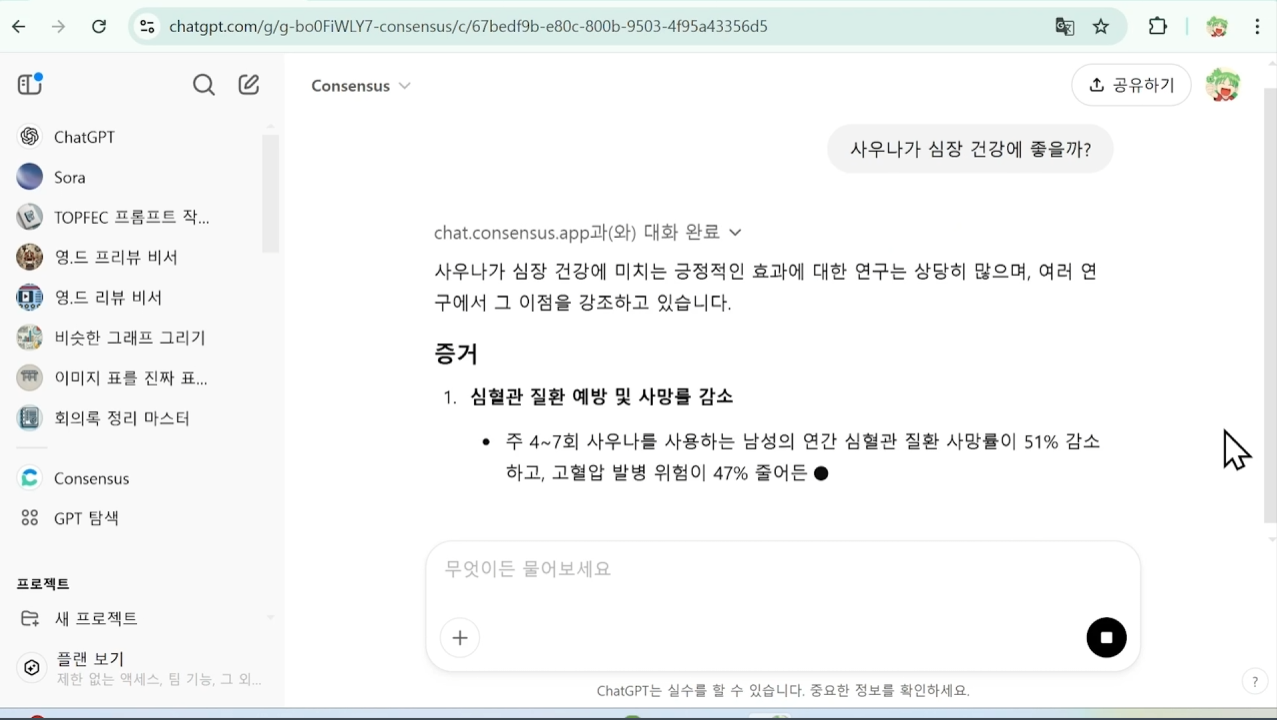 chatgpt.com/g/g-bo0FiWLY7-consensus/c/67bedf9b-e80c-800b-9503-4f95a43356d5
Consensus
공유하기
ChatGPT
Sora
TOPFEC 프롬프트 작...
영.드 프리뷰 비서
영.드 리뷰 비서
비슷한 그래프 그리기
이미지 표를 진짜 표...
회의록 정리 마스터
Consensus
GPT 탐색
프로젝트
새 프로젝트
플랜 보기
제한 없는 액세스, 팀 기능, 그 외...
사우나가 심장 건강에 좋을까?
chat.consensus.app과(와) 대화 완료
사우나가 심장 건강에 미치는 긍정적인 효과에 대한 연구는 상당히 많으며, 여러 연
구에서 그 이점을 강조하고 있습니다.
증거
1. 심혈관 질환 예방 및 사망률 감소
• 주 4~7회 사우나를 사용하는 남성의 연간 심혈관 질환 사망률이 51% 감소
하고, 고혈압 발병 위험이 47% 줄어든
무엇이든 물어보세요
ChatGPT는 실수를 할 수 있습니다. 중요한 정보를 확인하세요.
?